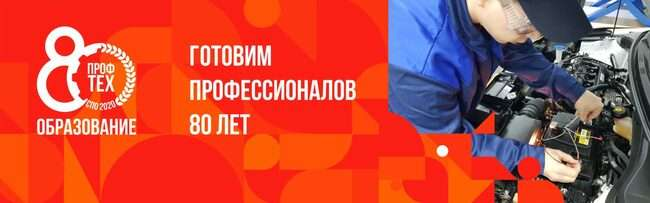 80
ПРОФ
ТЕХ
СПО 2020
ОБРАЗОВАНИЕ
ГОТОВИМ
ПРОФЕССИОНАЛОВ
80 ЛЕТ